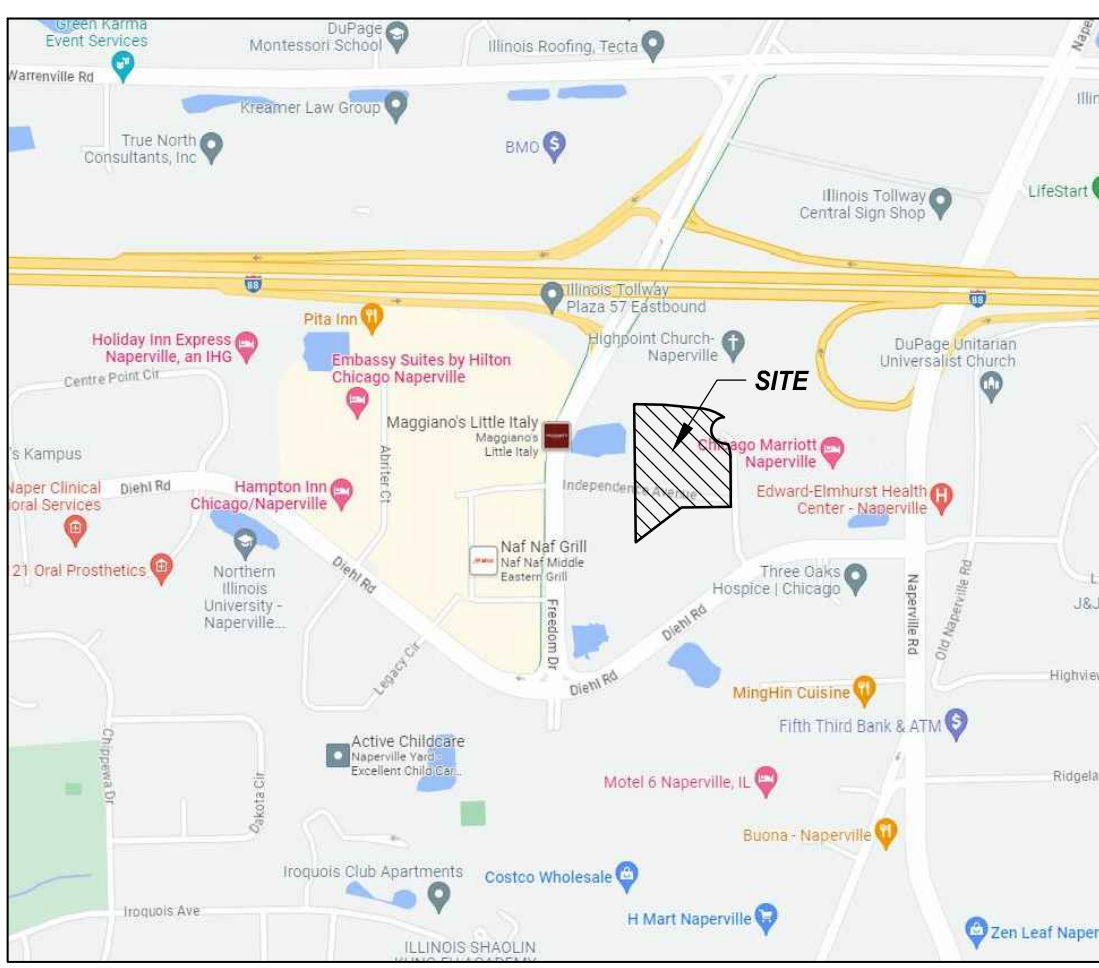 Green Karma
Event Services
DuPage
Montessori School
Illinois Roofing, Tecta
Warrenville Rd
Kreamer Law Group
True North
Consultants, Inc
BMO
Illinois Tollway
Central Sign Shop
LifeStart
88
88
Illinois Tollway
Plaza 57 Eastbound
Pita Inn
Holiday Inn Express
Naperville, an IHG
Highpoint Church-
Naperville
DuPage Unitarian
Universalist Church
Embassy Suites by Hilton
Chicago Naperville
Centre Point Cir
SITE
Maggiano's Little Italy
Maggiano's
Little Italy
Chicago Marriott
Naperville
's Kampus
Abriter Ct
Naper Clinical
oral Services
Diehl Rd
Hampton Inn
Chicago/Naperville
Independence Avenue
Edward-Elmhurst Health
Center - Naperville
21 Oral Prosthetics
Northern
Illinois
University -
Naperville...
Diehl Rd
Naf Naf Grill
Naf Naf Middle
Eastern Grill
Three Oaks
Hospice | Chicago
Freedom Dr
Diehl Rd
Naperville Rd
Old Naperville Rd
J&J
Legacy Cir
Diehl Rd
MingHin Cuisine
Highview
Fifth Third Bank & ATM
Chippewa Dr
Active Childcare
Naperville Yard -
Excellent Child Car...
Dakota Cir
Motel 6 Naperville, IL
Ridgela
Buona - Naperville
Iroquois Club Apartments
Costco Wholesale
Iroquois Ave
H Mart Naperville
Zen Leaf Naper
ILLINOIS SHAOLIN
KUNG FU ACADEMY